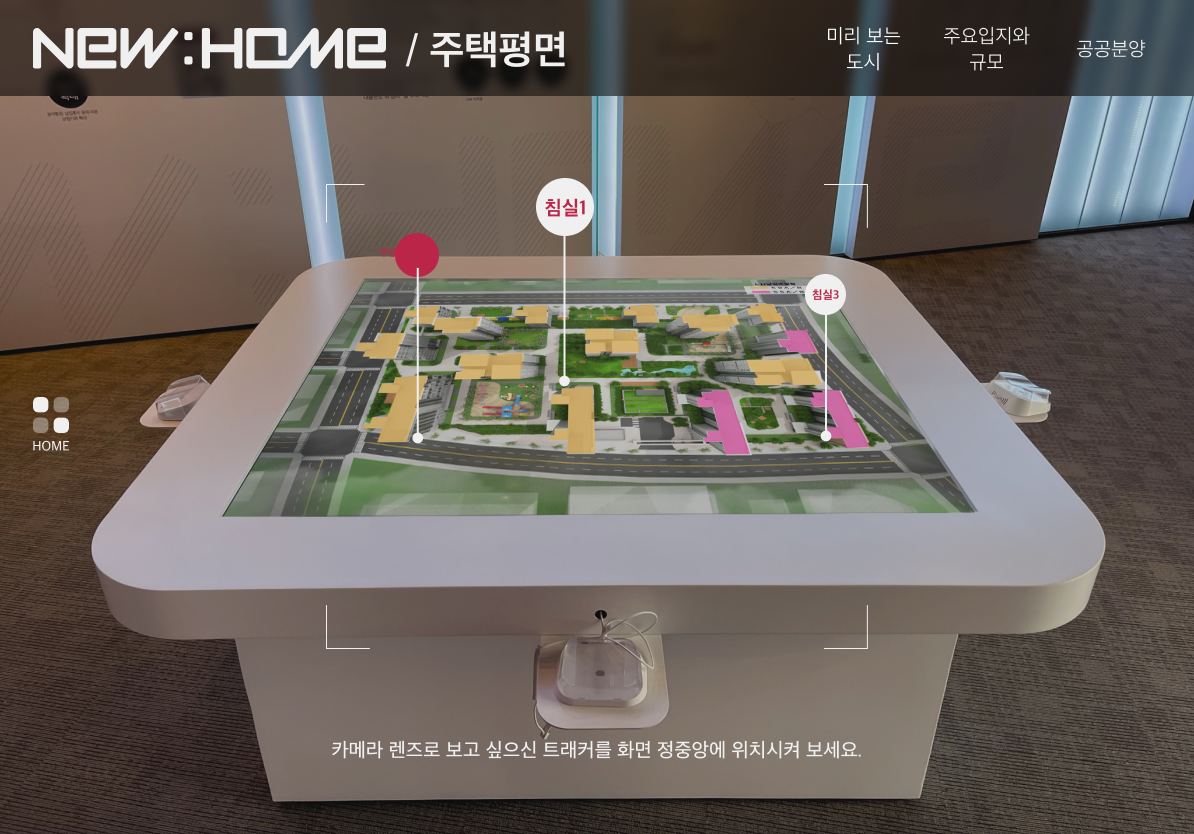 NEW:HOME / 주택평면
미리 보는
도시
주요입지와
규모
공공분양
침실1
침실3
HOME
카메라 렌즈로 보고 싶으신 트래커를 화면 정중앙에 위치시켜 보세요.